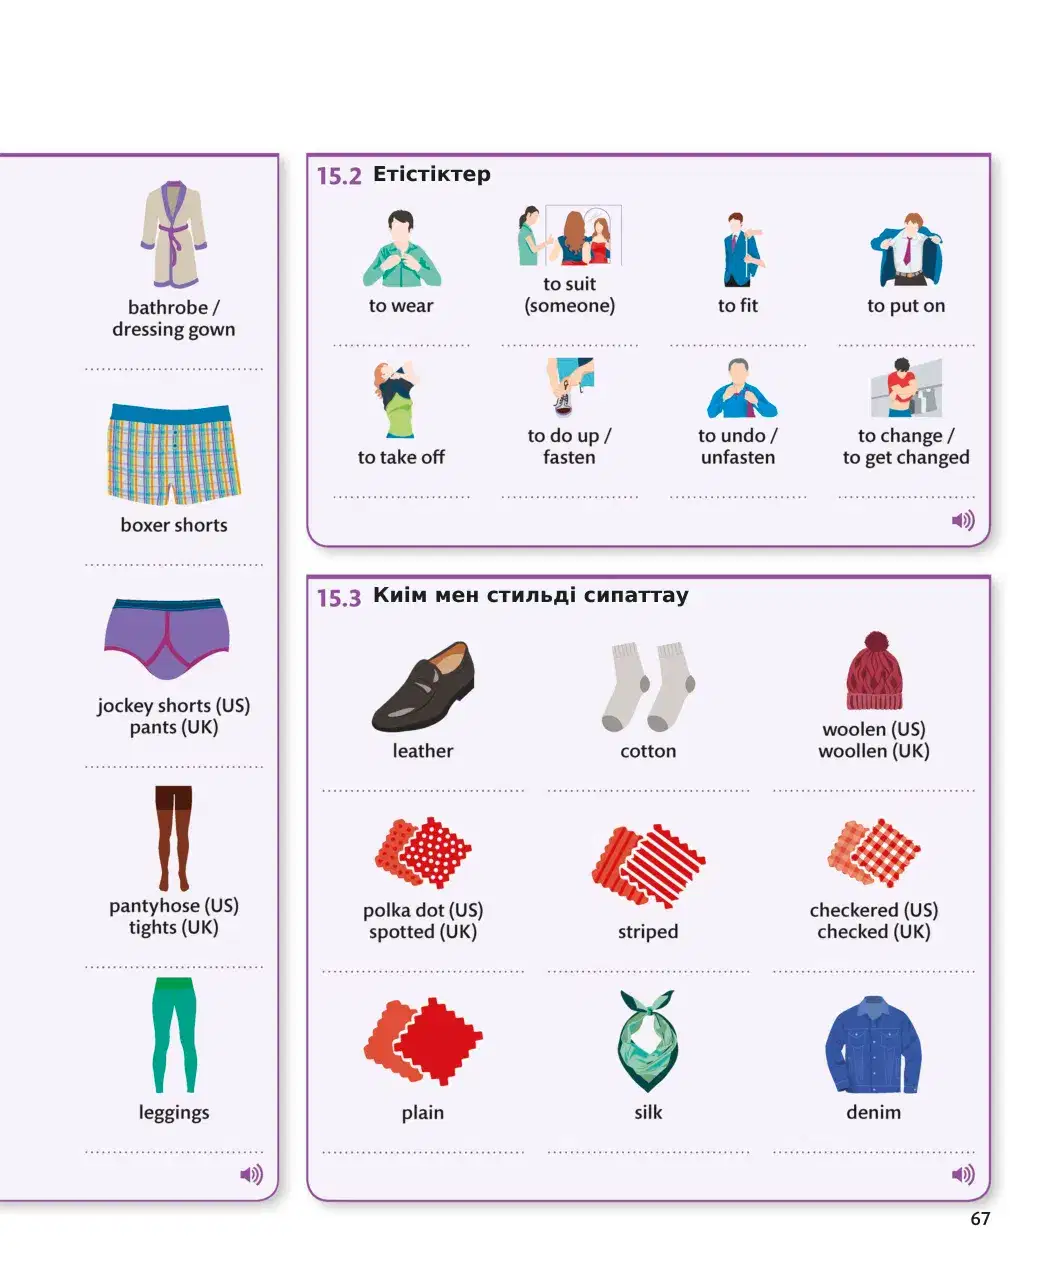 bathrobe /
dressing gown
boxer shorts
jockey shorts (US)
pants (UK)
pantyhose (US)
tights (UK)
leggings
15.2 Етістіктер
to wear
to suit
(someone)
to fit
to put on
to take off
to do up /
fasten
to undo /
unfasten
to change /
to get changed
15.3 Киім мен стильді сипаттау
leather
cotton
woolen (US)
woollen (UK)
polka dot (US)
spotted (UK)
striped
checkered (US)
checked (UK)
plain
silk
denim
67